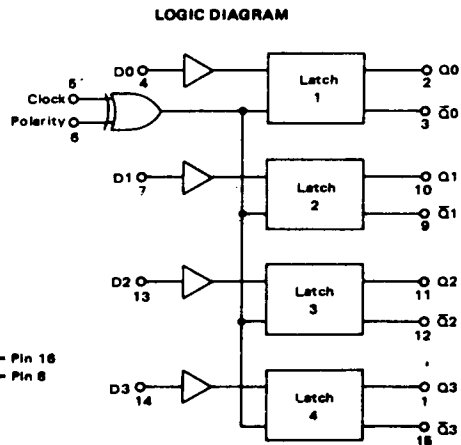 LOGIC DIAGRAM
D0
4
Latch
1
Q0
2
Q̅0
3
5
Clock
Polarity
6
D1
7
Latch
2
Q1
10
Q̅1
9
D2
13
Latch
3
Q2
11
Q̅2
12
– Pin 16
– Pin 8
D3
14
Latch
4
Q3
1
Q̅3
15